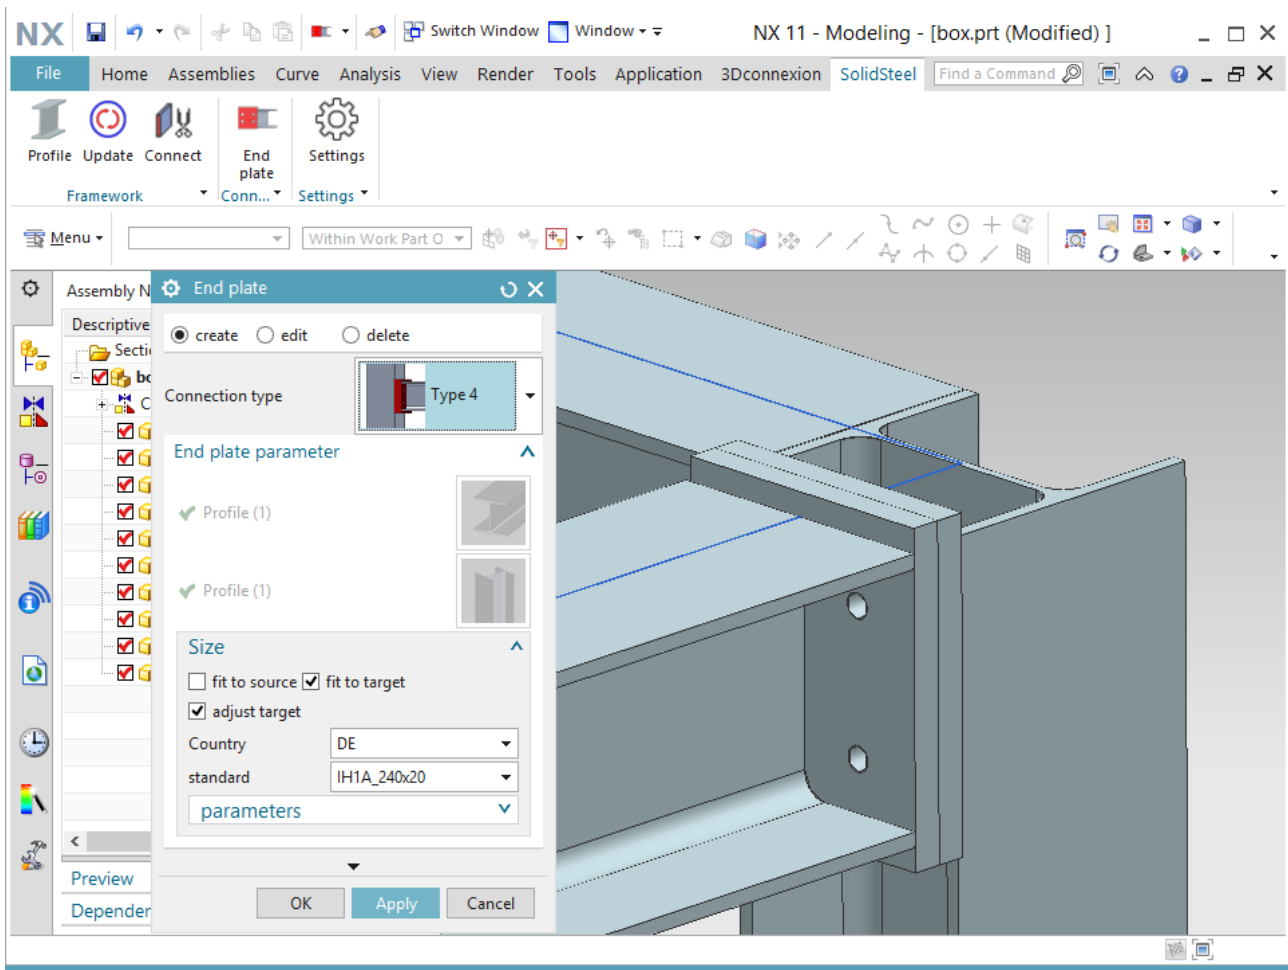 NX Switch Window Window NX 11 - Modeling - [box.prt (Modified) ]
File Home Assemblies Curve Analysis View Render Tools Application 3Dconnexion SolidSteel Find a Command
Profile Update Connect End plate Settings
Framework Conn... Settings
Menu Within Work Part O
Assembly N
End plate
Descriptive
create edit delete
Sectio
bo
C
Connection type Type 4
End plate parameter
Profile (1)
Profile (1)
Size
fit to source fit to target
adjust target
Country DE
standard IH1A_240x20
parameters
Preview
Depender
OK Apply Cancel